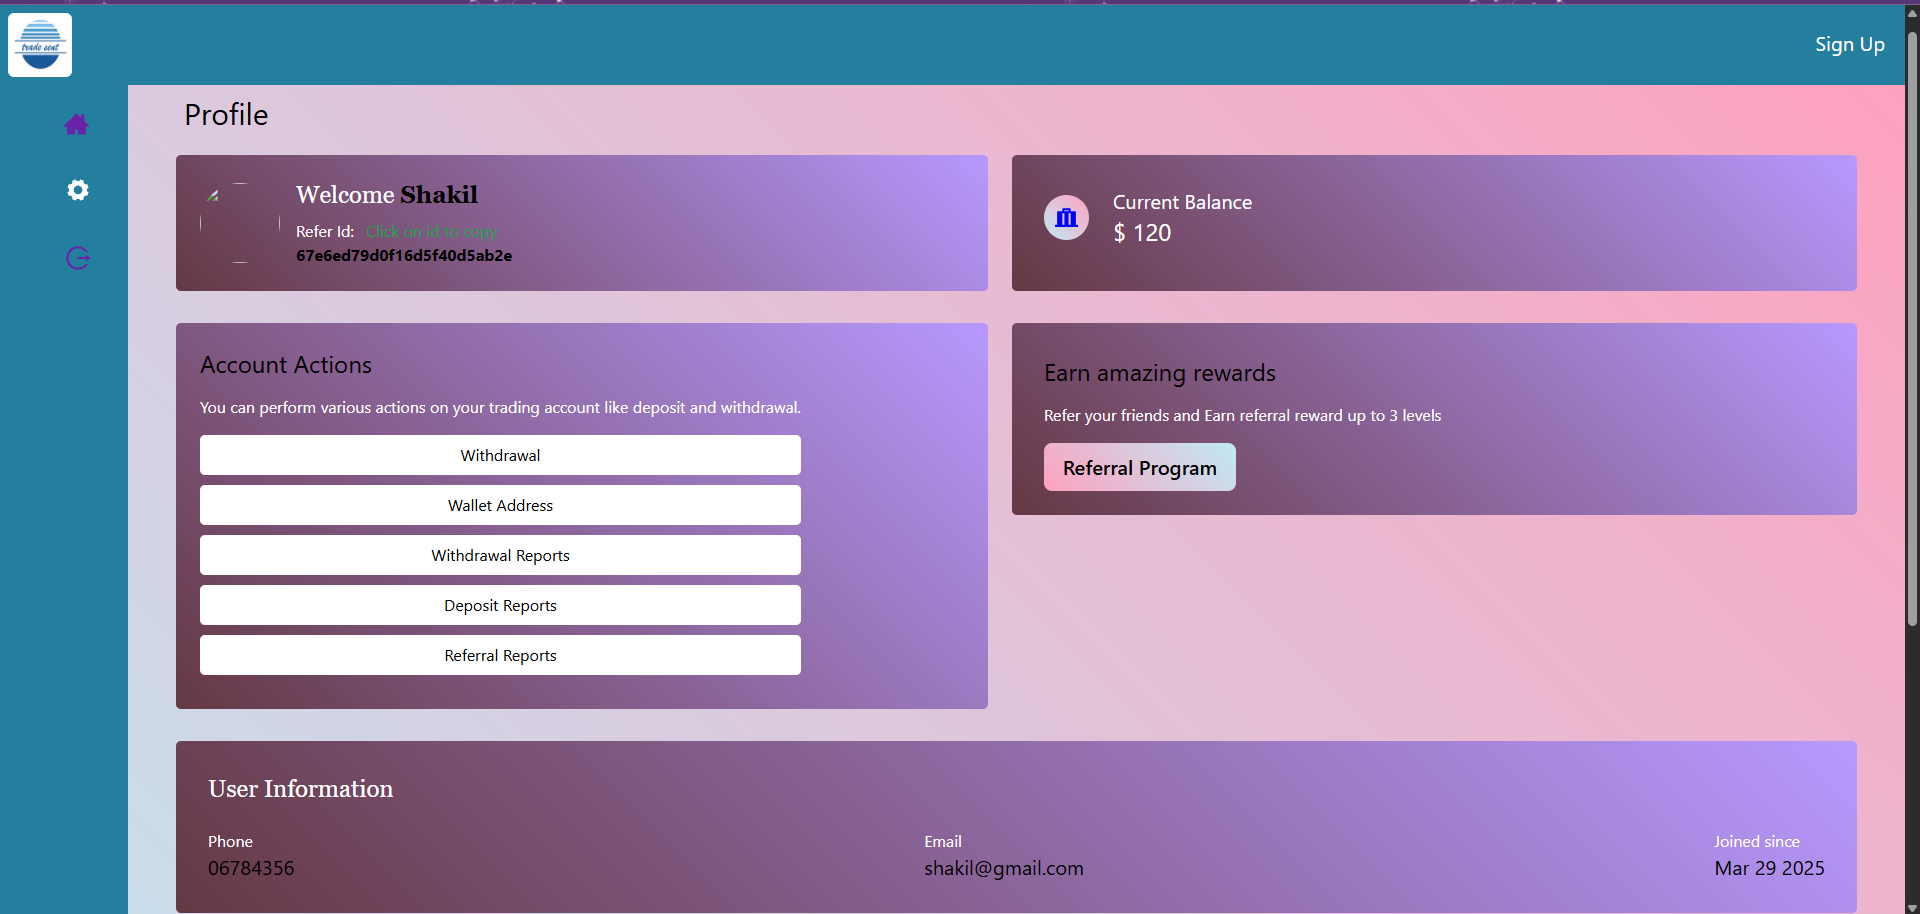 trade sent
Sign Up
Profile
Welcome Shakil
Refer Id: Click on id to copy
67e6ed79d0f16d5f40d5ab2e
Current Balance
$ 120
Account Actions
You can perform various actions on your trading account like deposit and withdrawal.
Withdrawal
Wallet Address
Withdrawal Reports
Deposit Reports
Referral Reports
Earn amazing rewards
Refer your friends and Earn referral reward up to 3 levels
Referral Program
User Information
Phone
06784356
Email
shakil@gmail.com
Joined since
Mar 29 2025